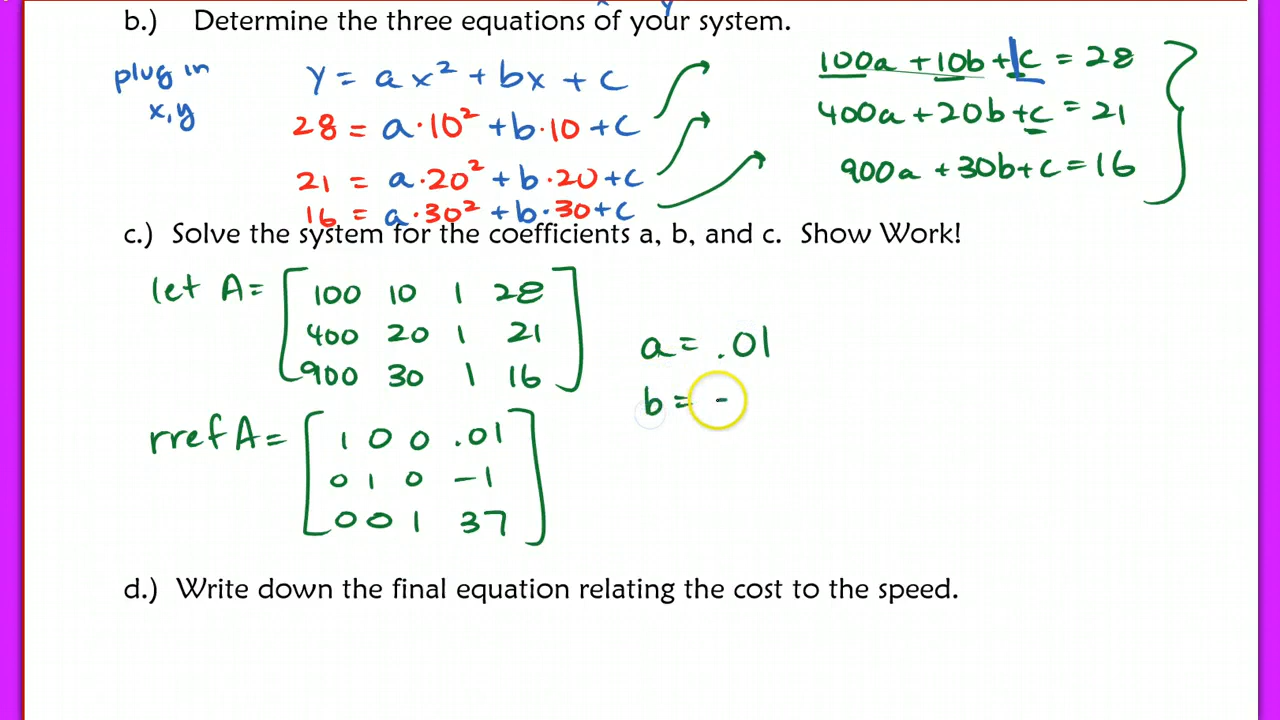 b.) Determine the three equations of your system.
plug in
x,y
y = ax² + bx + c
28 = a·10² + b·10 + c
21 = a·20² + b·20 + c
16 = a·30² + b·30 + c
100a + 10b + 1c = 28
400a + 20b + c = 21
900a + 30b + c = 16
c.) Solve the system for the coefficients a, b, and c. Show Work!
let A = [100 10 1 28
400 20 1 21
900 30 1 16]
a = .01
b = -
rref A = [1 0 0 .01
0 1 0 -1
0 0 1 37]
d.) Write down the final equation relating the cost to the speed.